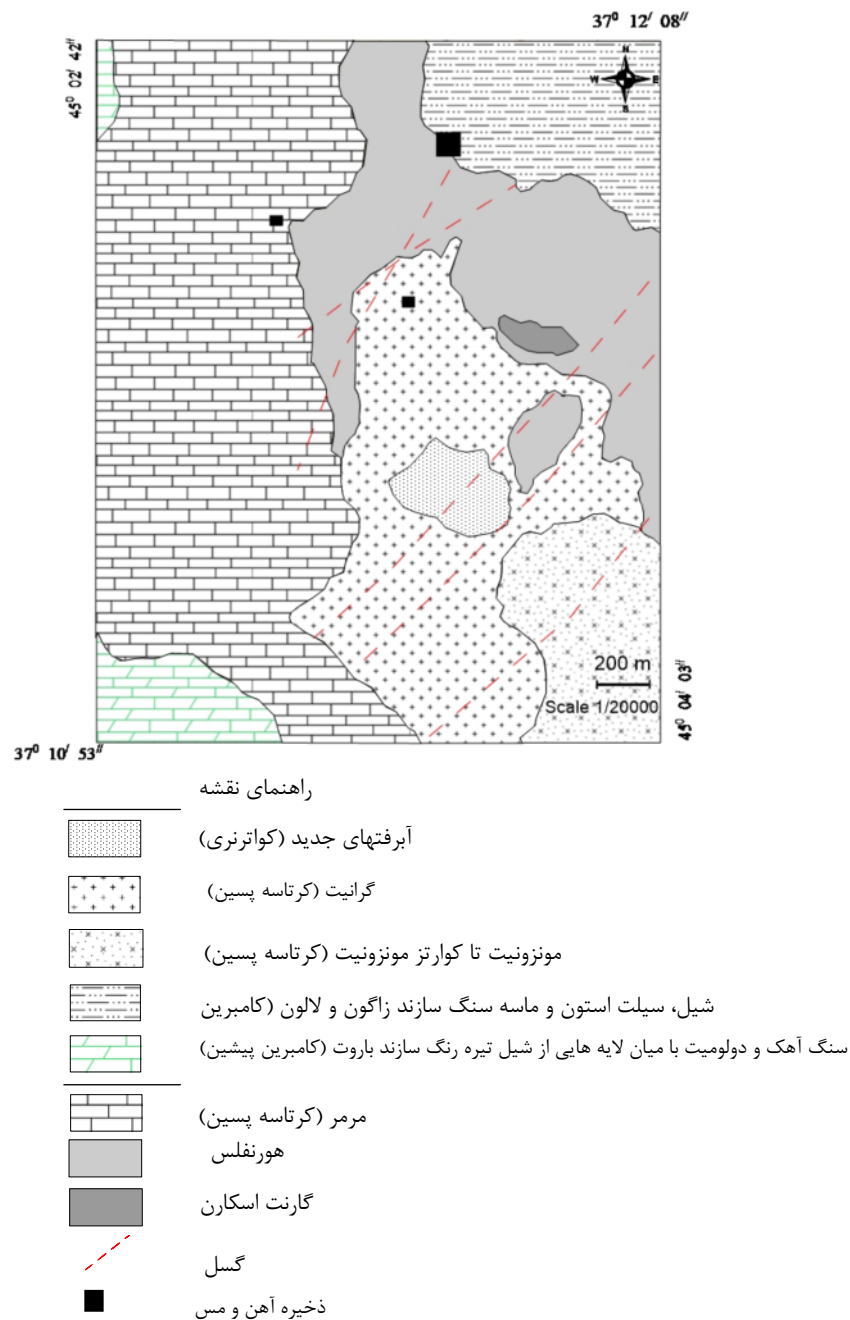 37⁰ 12′ 08″
45⁰ 02′ 42″
N
W E
S
200 m
Scale 1/20000
45⁰ 04′ 03″
37⁰ 10′ 53″
راهنمای نقشه
آبرفتهای جدید (کواترنری)
گرانیت (کرتاسه پسین)
مونزونیت تا کوارتز مونزونیت (کرتاسه پسین)
شیل، سیلت استون و ماسه سنگ سازند زاگون و لالون (کامبرین
سنگ آهک و دولومیت با میان لایه هایی از شیل تیره رنگ سازند باروت (کامبرین پیشین)
مرمر (کرتاسه پسین)
هورنفلس
گارنت اسکارن
گسل
ذخیره آهن و مس